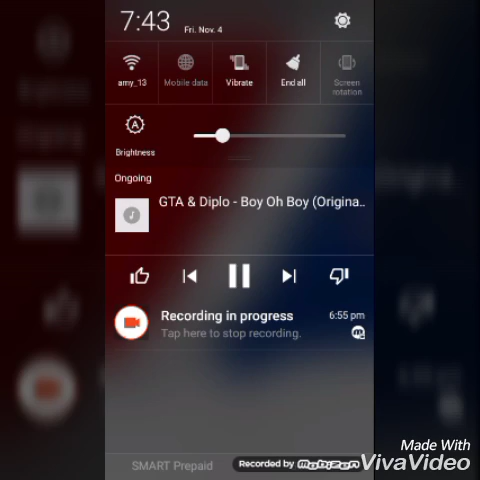 7:43 Fri. Nov. 4
amy_13 Mobile data Vibrate End all Screen rotation
A
Brightness
Ongoing
GTA & Diplo - Boy Oh Boy (Origina..
Recording in progress 6:55 pm
Tap here to stop recording.
SMART Prepaid
Recorded by mobizen
Made With
VivaVideo